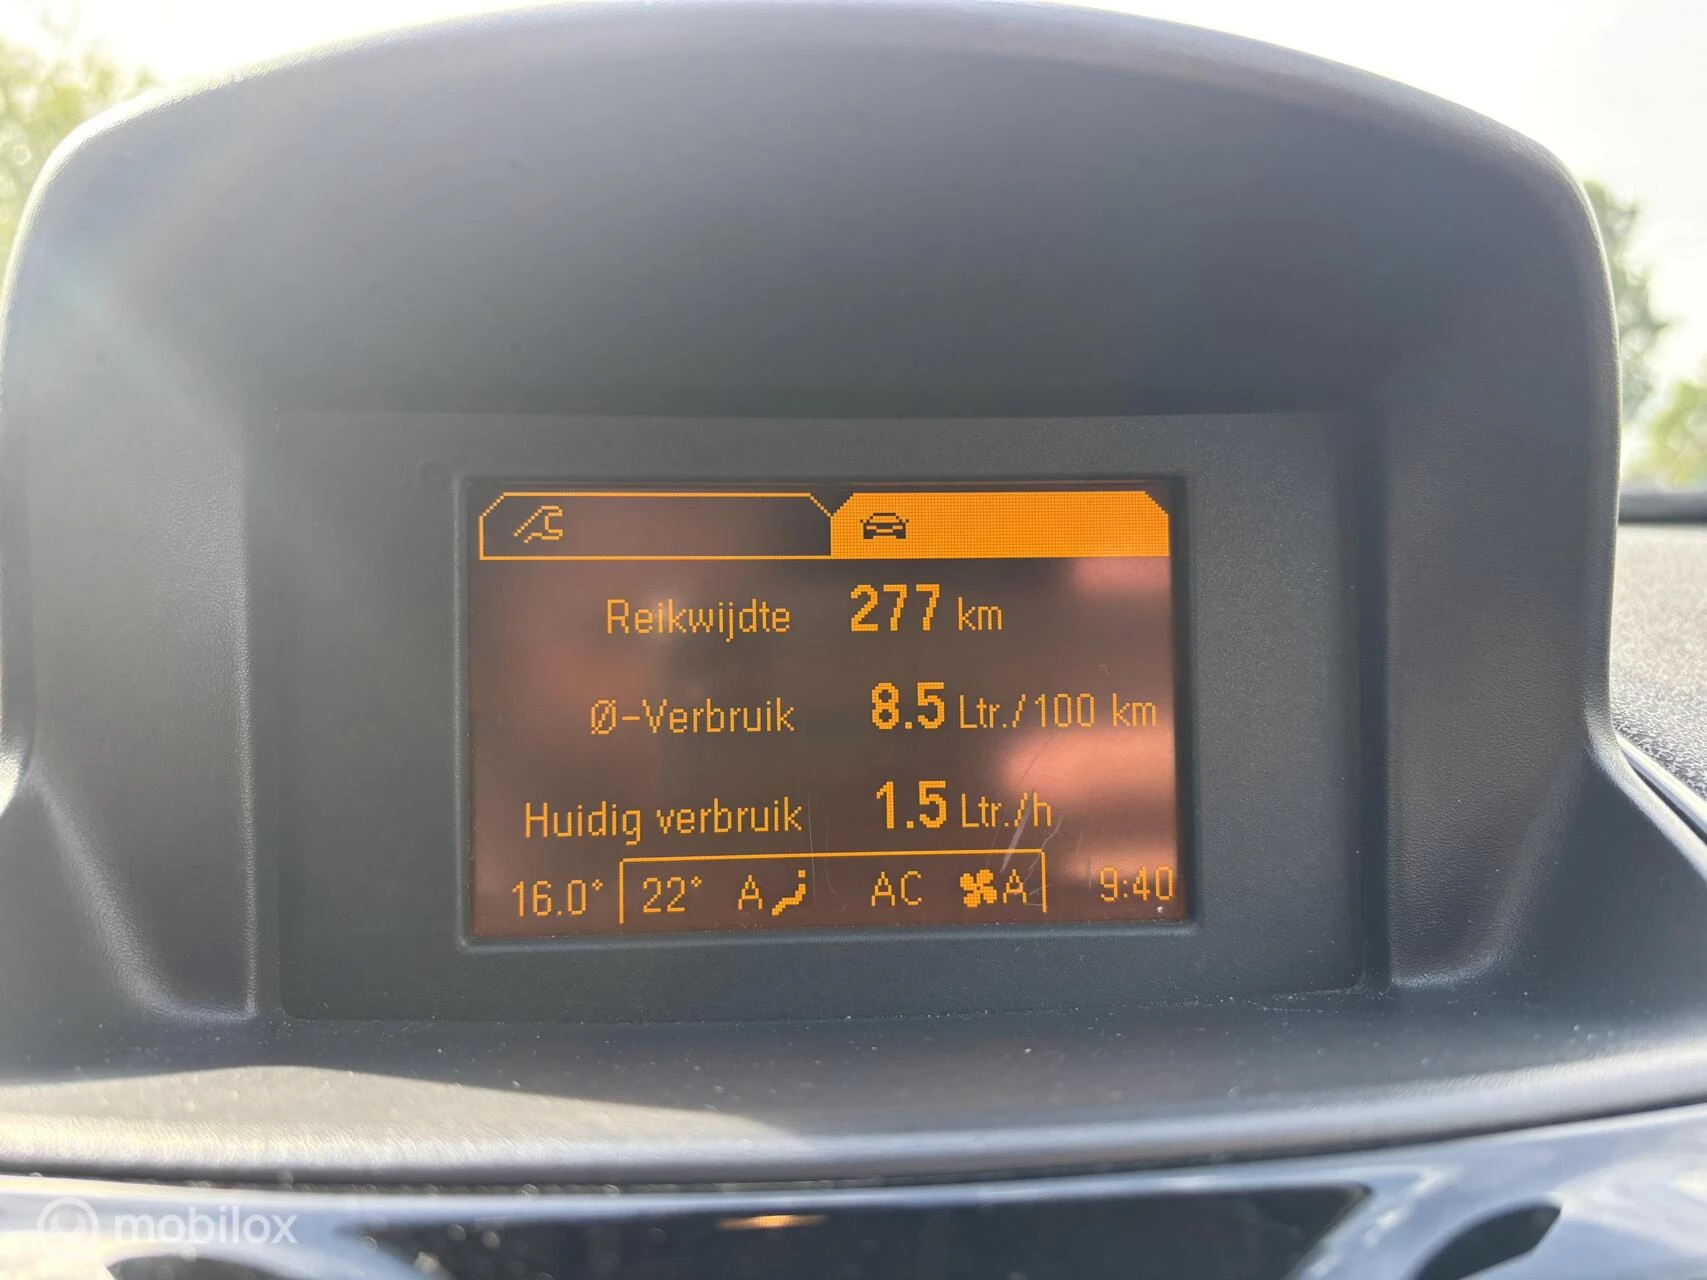 Reikwijdte 277 km
Ø-Verbruik 8.5 Ltr./100 km
Huidig verbruik 1.5 Ltr./h
16.0° 22° A AC A 9:40
mobilox